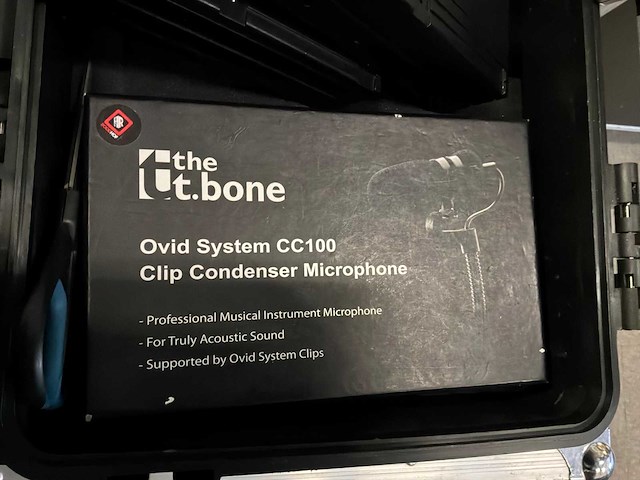 the
t.bone
Ovid System CC100
Clip Condenser Microphone
- Professional Musical Instrument Microphone
- For Truly Acoustic Sound
- Supported by Ovid System Clips